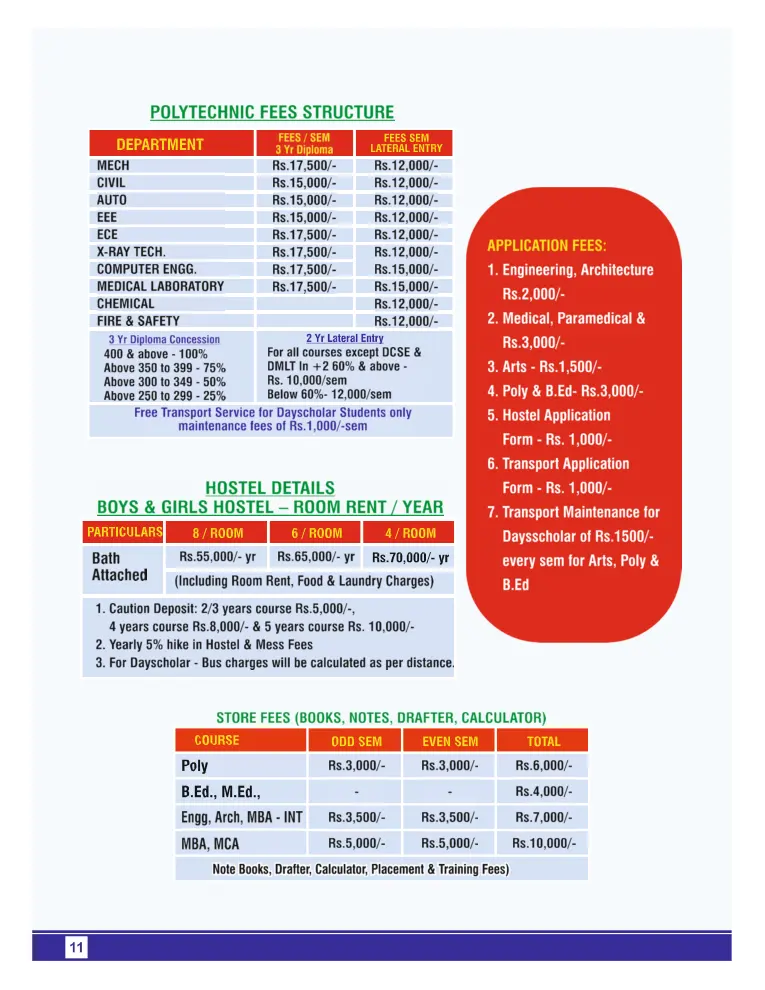 POLYTECHNIC FEES STRUCTURE
DEPARTMENT FEES / SEM 3 Yr Diploma FEES SEM LATERAL ENTRY
MECH Rs.17,500/- Rs.12,000/-
CIVIL Rs.15,000/- Rs.12,000/-
AUTO Rs.15,000/- Rs.12,000/-
EEE Rs.15,000/- Rs.12,000/-
ECE Rs.17,500/- Rs.12,000/-
X-RAY TECH. Rs.17,500/- Rs.12,000/-
COMPUTER ENGG. Rs.17,500/- Rs.15,000/-
MEDICAL LABORATORY Rs.17,500/- Rs.15,000/-
CHEMICAL Rs.12,000/-
FIRE & SAFETY Rs.12,000/-
3 Yr Diploma Concession
400 & above - 100%
Above 350 to 399 - 75%
Above 300 to 349 - 50%
Above 250 to 299 - 25%
2 Yr Lateral Entry
For all courses except DCSE &
DMLT In +2 60% & above -
Rs. 10,000/sem
Below 60%- 12,000/sem
Free Transport Service for Dayscholar Students only
maintenance fees of Rs.1,000/-sem
APPLICATION FEES:
1. Engineering, Architecture
Rs.2,000/-
2. Medical, Paramedical &
Rs.3,000/-
3. Arts - Rs.1,500/-
4. Poly & B.Ed- Rs.3,000/-
5. Hostel Application
Form - Rs. 1,000/-
6. Transport Application
Form - Rs. 1,000/-
7. Transport Maintenance for
Daysscholar of Rs.1500/-
every sem for Arts, Poly &
B.Ed
HOSTEL DETAILS
BOYS & GIRLS HOSTEL – ROOM RENT / YEAR
PARTICULARS 8 / ROOM 6 / ROOM 4 / ROOM
Bath Attached Rs.55,000/- yr Rs.65,000/- yr Rs.70,000/- yr
(Including Room Rent, Food & Laundry Charges)
1. Caution Deposit: 2/3 years course Rs.5,000/-,
4 years course Rs.8,000/- & 5 years course Rs. 10,000/-
2. Yearly 5% hike in Hostel & Mess Fees
3. For Dayscholar - Bus charges will be calculated as per distance.
STORE FEES (BOOKS, NOTES, DRAFTER, CALCULATOR)
COURSE ODD SEM EVEN SEM TOTAL
Poly Rs.3,000/- Rs.3,000/- Rs.6,000/-
B.Ed., M.Ed., - - Rs.4,000/-
Engg, Arch, MBA - INT Rs.3,500/- Rs.3,500/- Rs.7,000/-
MBA, MCA Rs.5,000/- Rs.5,000/- Rs.10,000/-
Note Books, Drafter, Calculator, Placement & Training Fees)
11